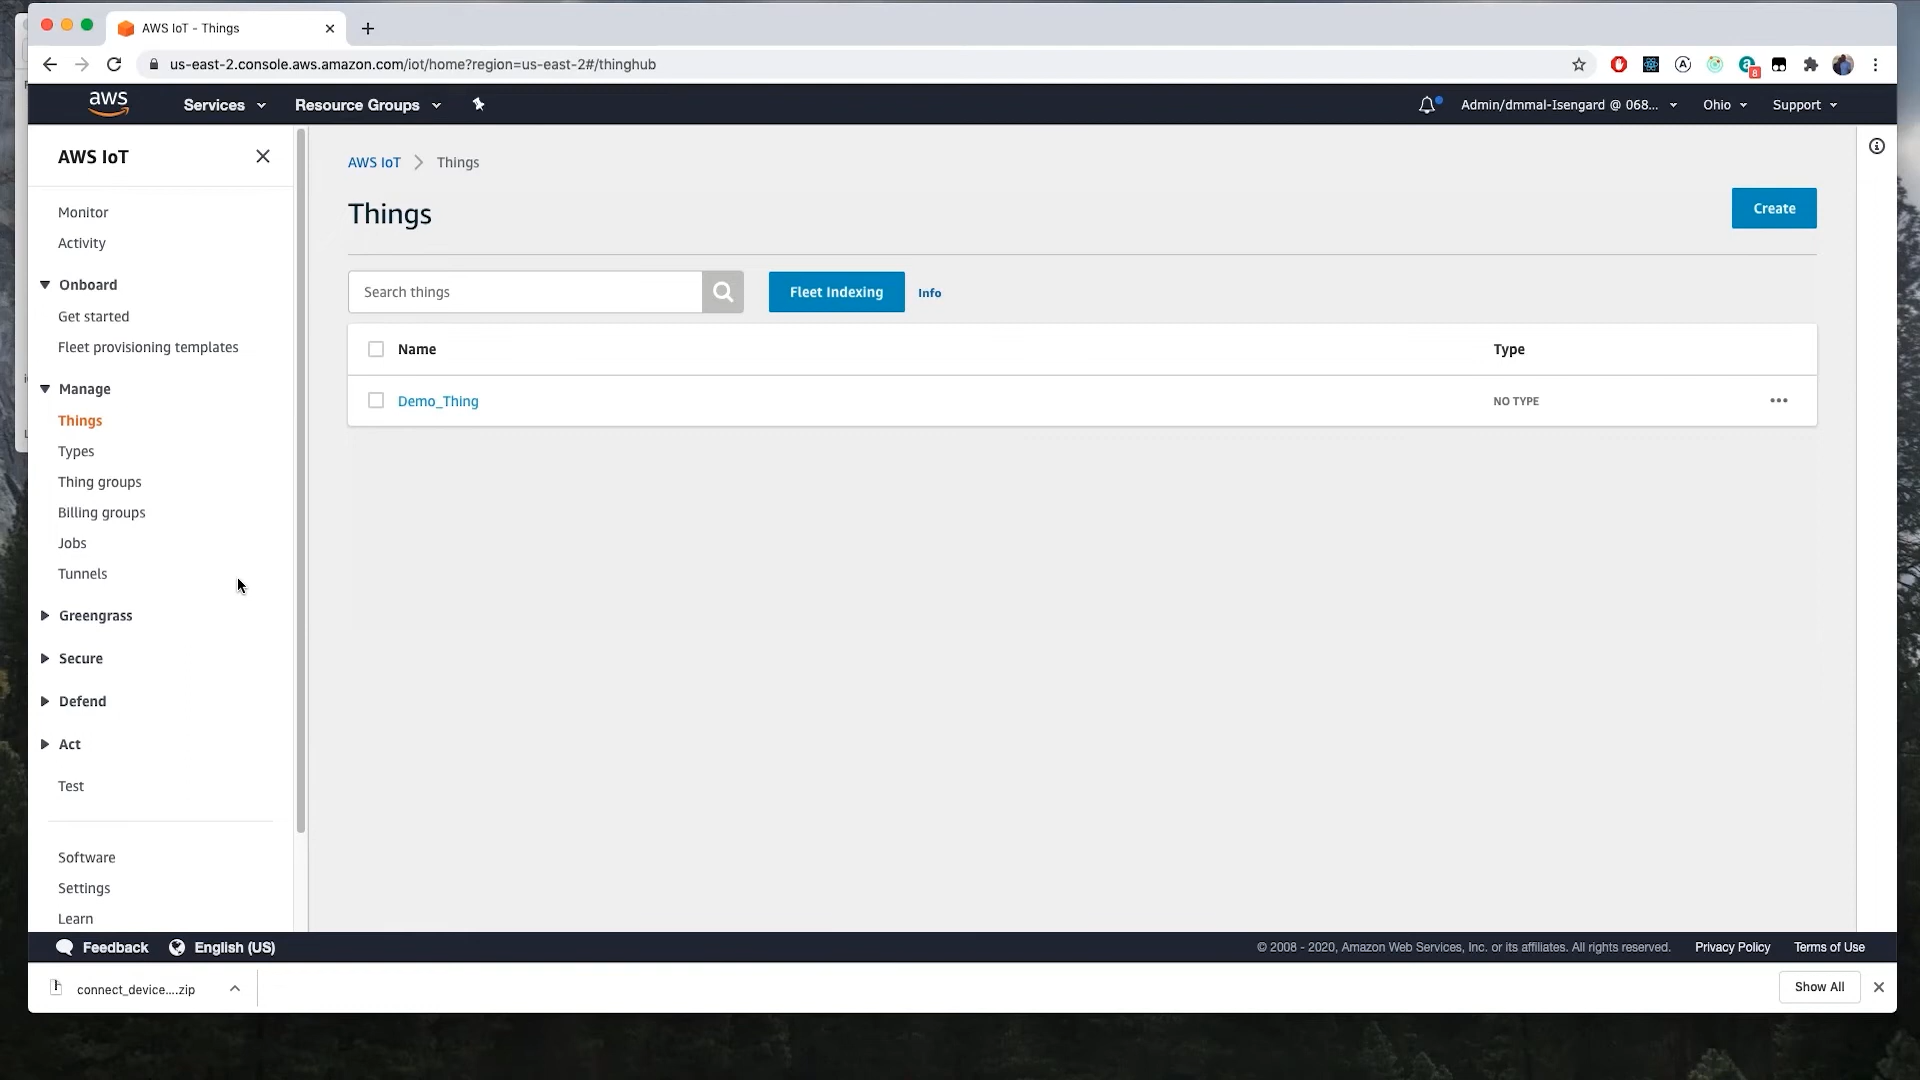 AWS IoT - Things
us-east-2.console.aws.amazon.com/iot/home?region=us-east-2#/thinghub
8
aws
Services
Resource Groups
Admin/dmmal-Isengard @ 068...
Ohio
Support
AWS IoT
Monitor
Activity
Onboard
Get started
Fleet provisioning templates
Manage
Things
Types
Thing groups
Billing groups
Jobs
Tunnels
Greengrass
Secure
Defend
Act
Test
Software
Settings
Learn
AWS IoT
Things
Things
Create
Search things
Fleet Indexing
Info
Name
Type
Demo_Thing
NO TYPE
Feedback
English (US)
© 2008 - 2020, Amazon Web Services, Inc. or its affiliates. All rights reserved.
Privacy Policy
Terms of Use
connect_device....zip
Show All